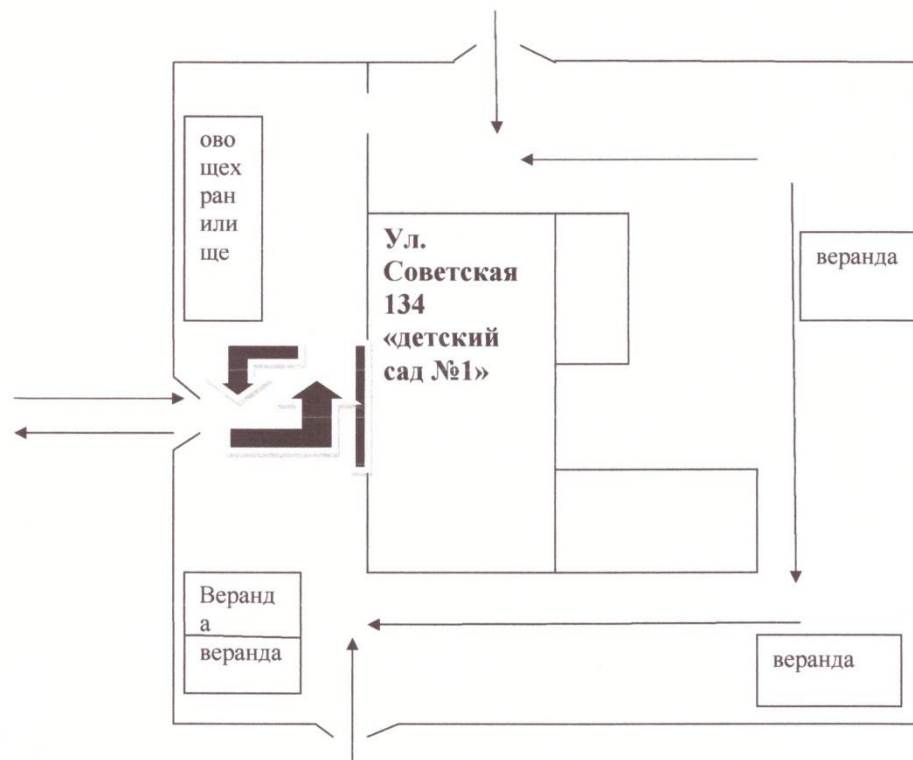 ово
щех
ран
или
ще
Ул.
Советская
134
«детский
сад №1»
веранда
Веранд
а
веранда
веранда